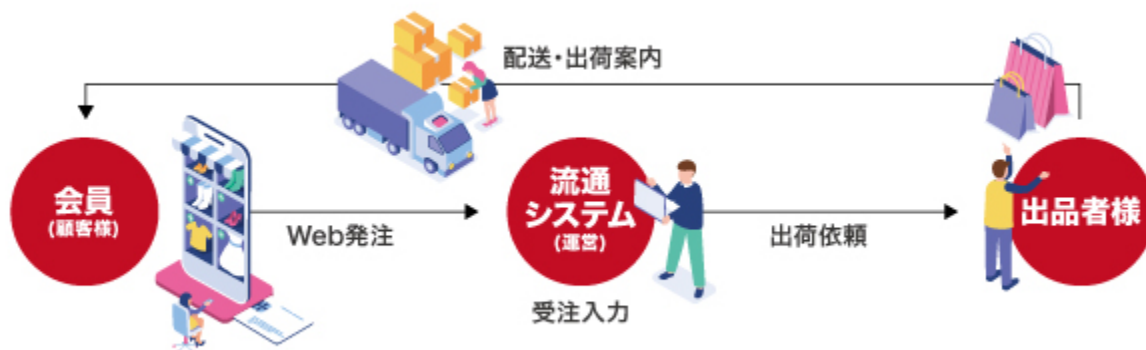 配送・出荷案内
会員
(顧客様)
Web発注
流通
システム
(運営)
受注入力
出荷依頼
出品者様